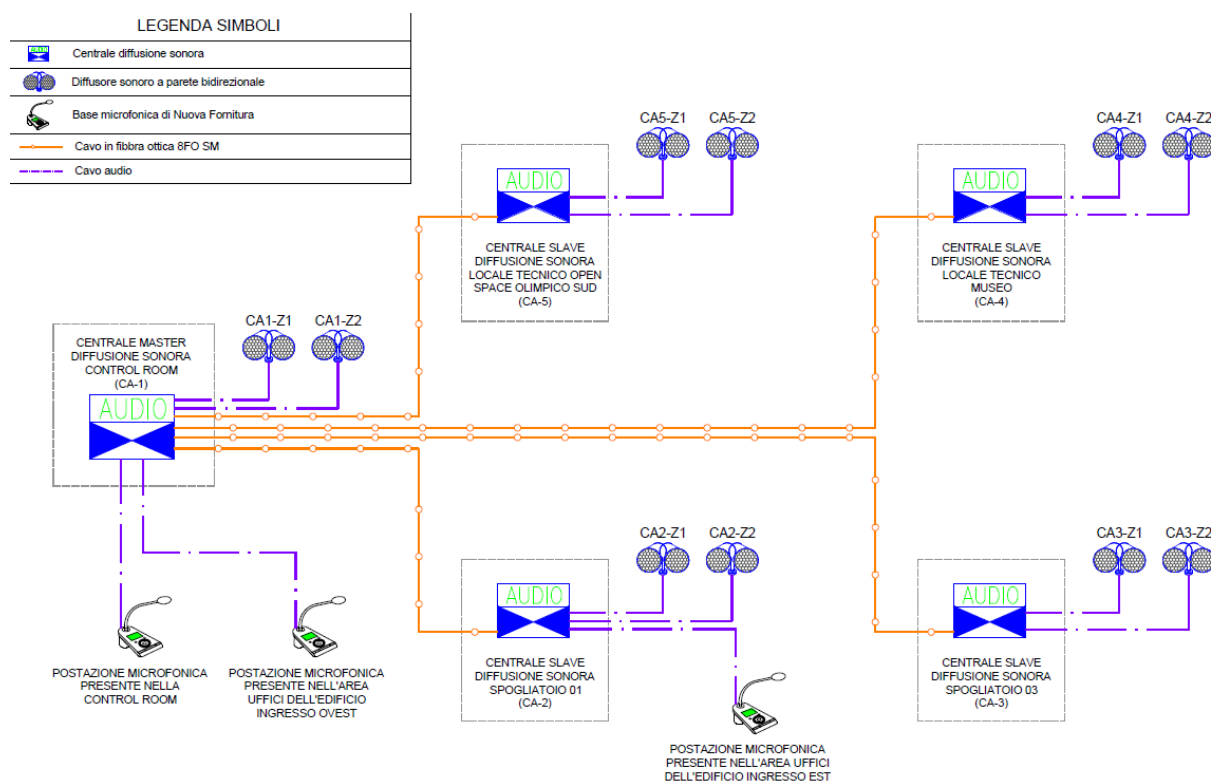 LEGENDA SIMBOLI
AUDIO
Centrale diffusione sonora
Diffusore sonoro a parete bidirezionale
Base microfonica di Nuova Fornitura
Cavo in fibbra ottica 8FO SM
Cavo audio
CA5-Z1
CA5-Z2
AUDIO
CENTRALE SLAVE
DIFFUSIONE SONORA
LOCALE TECNICO OPEN
SPACE OLIMPICO SUD
(CA-5)
CA4-Z1
CA4-Z2
AUDIO
CENTRALE SLAVE
DIFFUSIONE SONORA
LOCALE TECNICO
MUSEO
(CA-4)
CENTRALE MASTER
DIFFUSIONE SONORA
CONTROL ROOM
(CA-1)
AUDIO
CA1-Z1
CA1-Z2
POSTAZIONE MICROFONICA
PRESENTE NELLA
CONTROL ROOM
POSTAZIONE MICROFONICA
PRESENTE NELL'AREA
UFFICI DELL'EDIFICIO
INGRESSO OVEST
CA2-Z1
CA2-Z2
AUDIO
CENTRALE SLAVE
DIFFUSIONE SONORA
SPOGLIATOIO 01
(CA-2)
POSTAZIONE MICROFONICA
PRESENTE NELL'AREA UFFICI
DELL'EDIFICIO INGRESSO EST
CA3-Z1
CA3-Z2
AUDIO
CENTRALE SLAVE
DIFFUSIONE SONORA
SPOGLIATOIO 03
(CA-3)